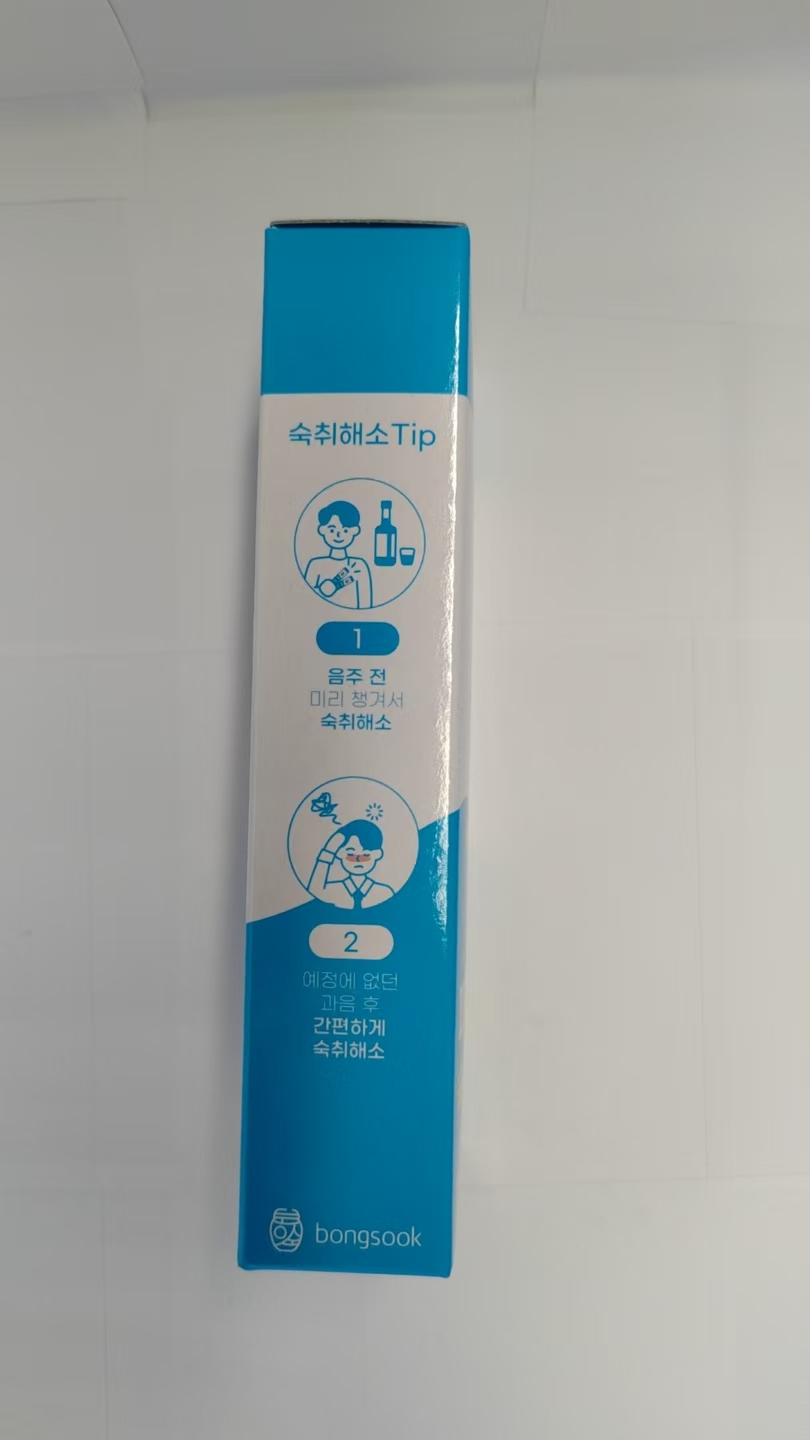 숙취해소Tip
1
음주 전
미리 챙겨서
숙취해소
2
예정에 없던
과음 후
간편하게
숙취해소
bongsook